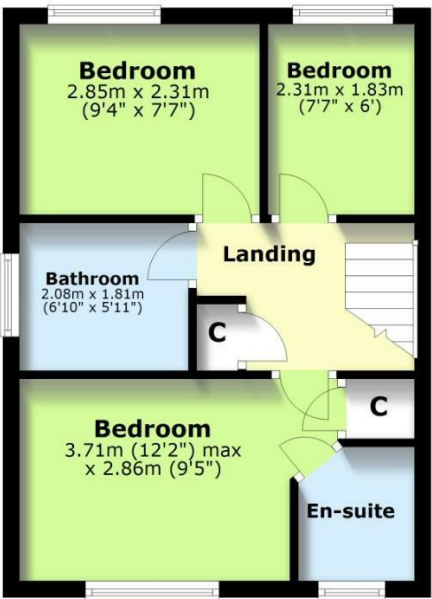 Bedroom
2.85m x 2.31m
(9'4" x 7'7")
Bedroom
2.31m x 1.83m
(7'7" x 6')
Landing
Bathroom
2.08m x 1.81m
(6'10" x 5'11")
C
C
Bedroom
3.71m (12'2") max
x 2.86m (9'5")
En-suite